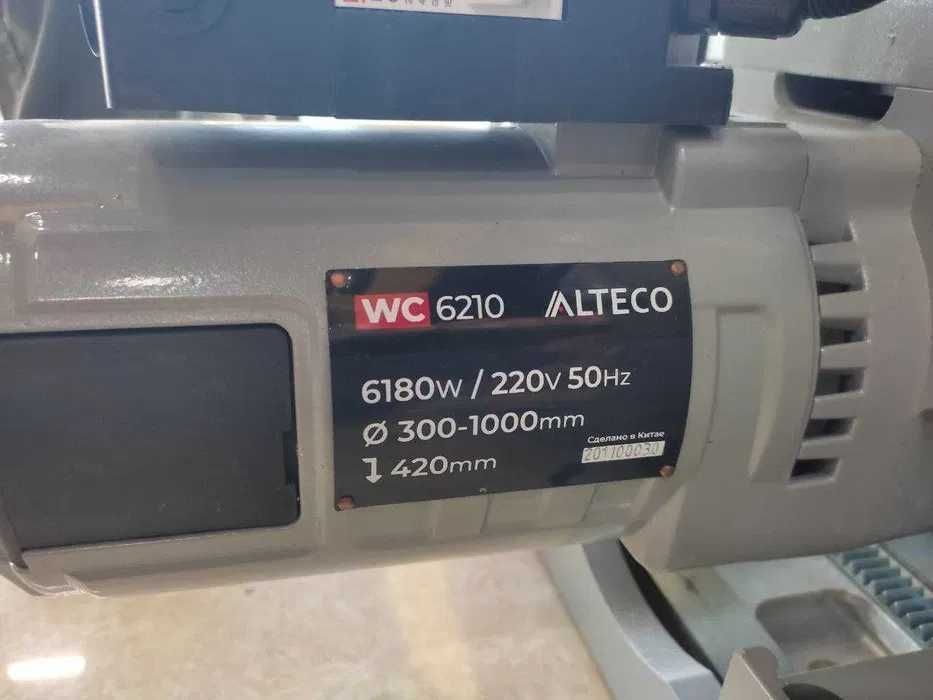 WC 6210 ALTECO
6180W / 220V 50Hz
Ø 300-1000mm
Сделано в Китае
201100030
420mm